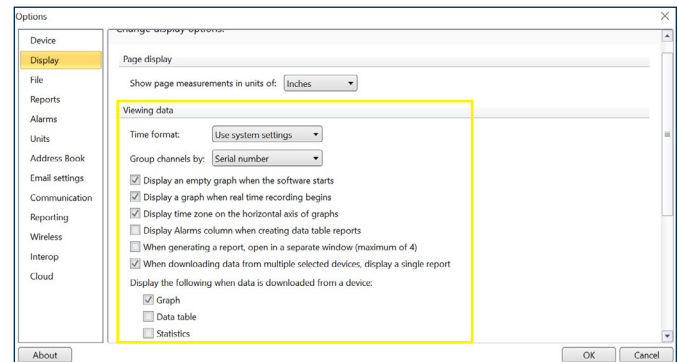 Options
Device
Display
File
Reports
Alarms
Units
Address Book
Email settings
Communication
Reporting
Wireless
Interop
Cloud
Change display options.
Page display
Show page measurements in units of: Inches
Viewing data
Time format: Use system settings
Group channels by: Serial number
Display an empty graph when the software starts
Display a graph when real time recording begins
Display time zone on the horizontal axis of graphs
Display Alarms column when creating data table reports
When generating a report, open in a separate window (maximum of 4)
When downloading data from multiple selected devices, display a single report
Display the following when data is downloaded from a device:
Graph
Data table
Statistics
About
OK Cancel